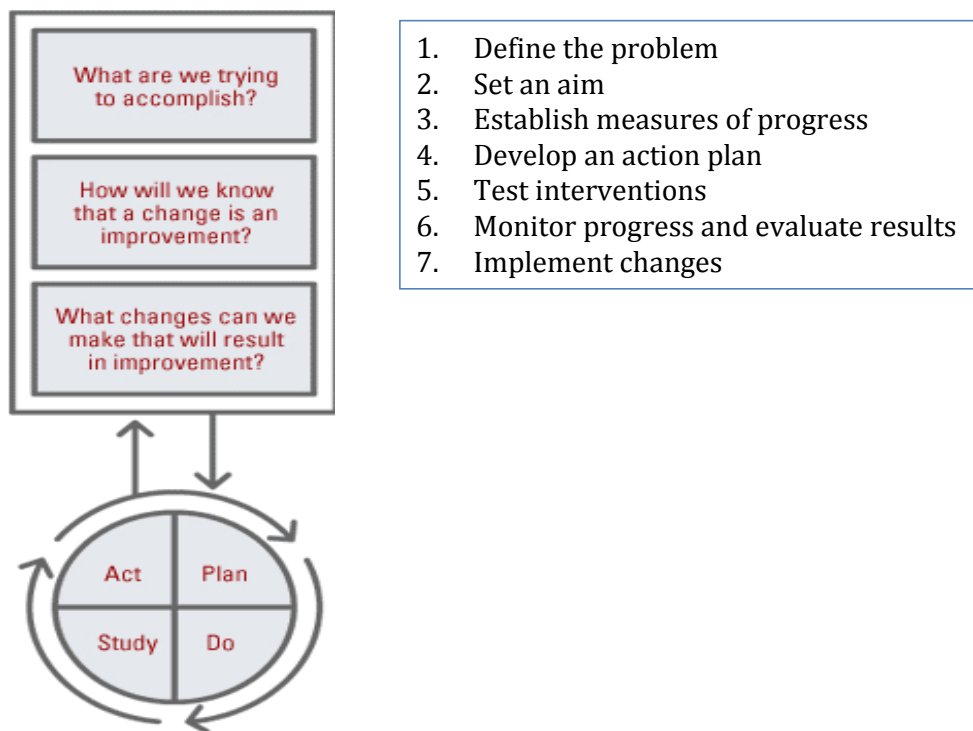 What are we trying
to accomplish?
How will we know
that a change is an
improvement?
What changes can we
make that will result
in improvement?
Act
Plan
Study
Do
1. Define the problem
2. Set an aim
3. Establish measures of progress
4. Develop an action plan
5. Test interventions
6. Monitor progress and evaluate results
7. Implement changes